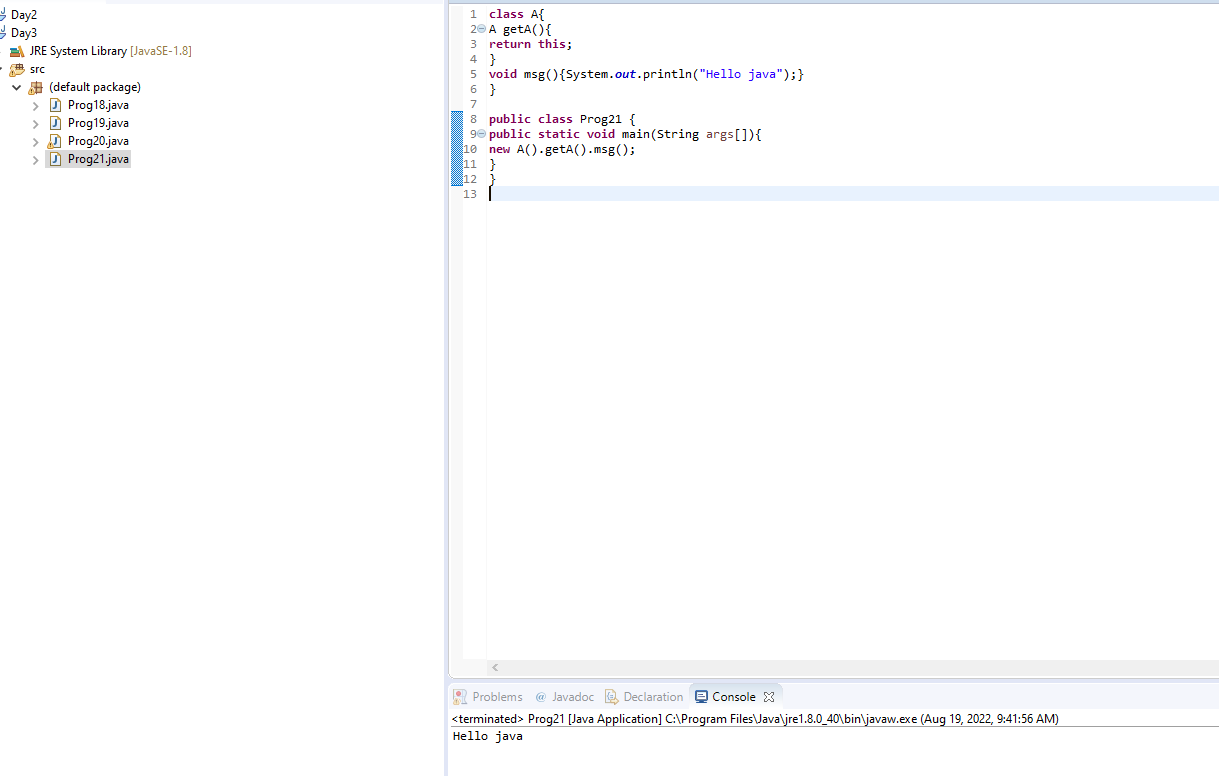 Day2
Day3
JRE System Library [JavaSE-1.8]
src
(default package)
Prog18.java
Prog19.java
Prog20.java
Prog21.java
1 class A{
2 A getA(){
3 return this;
4 }
5 void msg(){System.out.println("Hello java");}
6 }
7
8 public class Prog21 {
9 public static void main(String args[]){
10 new A().getA().msg();
11 }
12 }
13
Problems @ Javadoc Declaration Console
<terminated> Prog21 [Java Application] C:\Program Files\Java\jre1.8.0_40\bin\javaw.exe (Aug 19, 2022, 9:41:56 AM)
Hello java